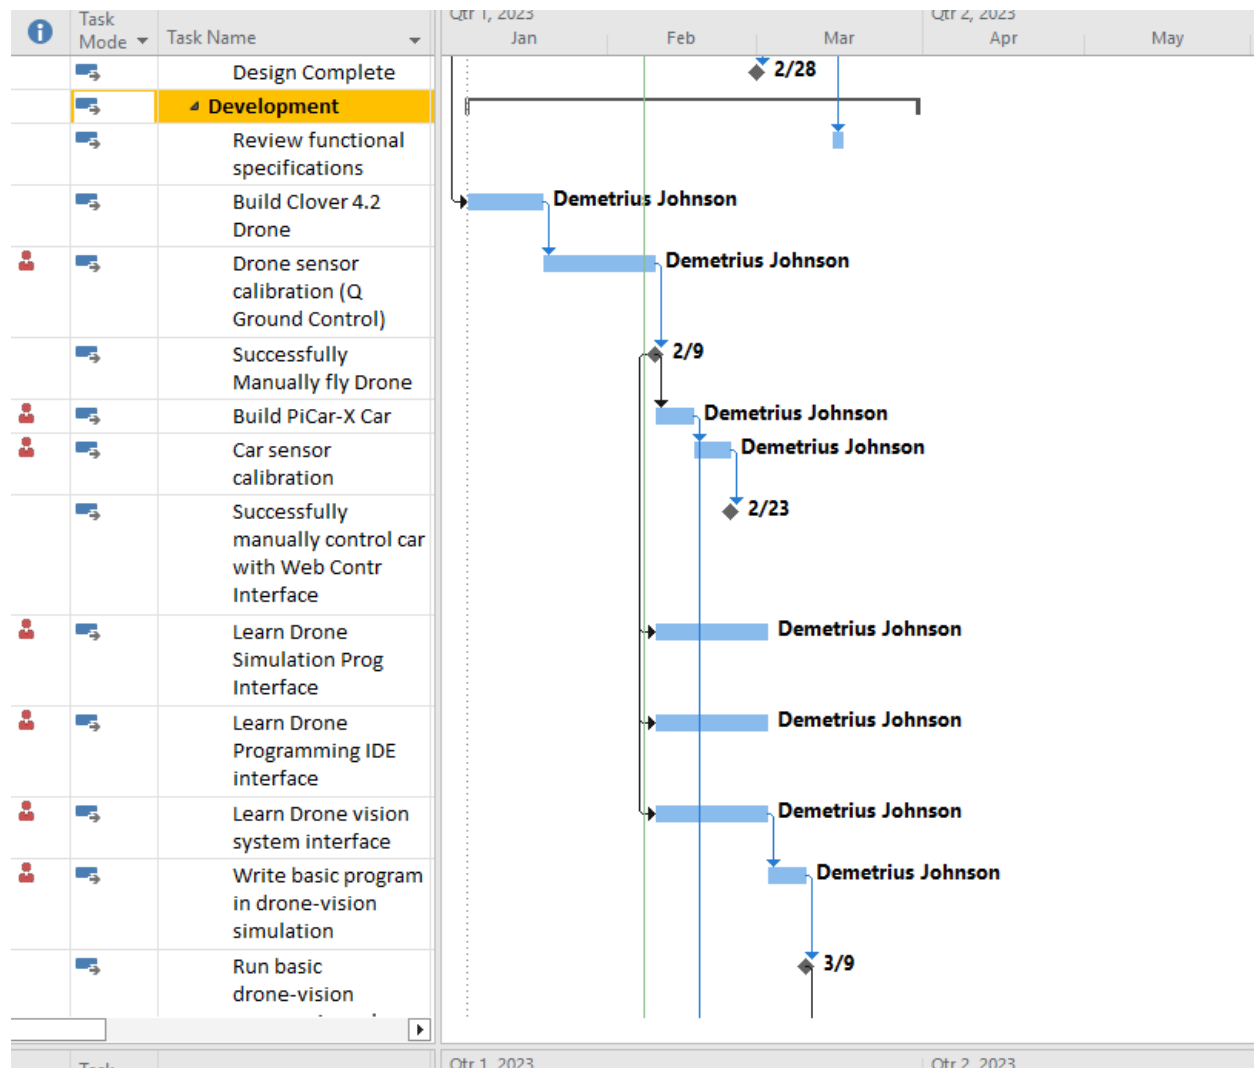 Task
Mode
Task Name
Qtr 1, 2023
Qtr 2, 2023
Jan
Feb
Mar
Apr
May
Design Complete
2/28
Development
Review functional
specifications
Build Clover 4.2
Drone
Demetrius Johnson
Drone sensor
calibration (Q
Ground Control)
Demetrius Johnson
Successfully
Manually fly Drone
2/9
Build PiCar-X Car
Demetrius Johnson
Car sensor
calibration
Demetrius Johnson
Successfully
manually control car
with Web Contr
Interface
2/23
Learn Drone
Simulation Prog
Interface
Demetrius Johnson
Learn Drone
Programming IDE
interface
Demetrius Johnson
Learn Drone vision
system interface
Demetrius Johnson
Write basic program
in drone-vision
simulation
Demetrius Johnson
Run basic
drone-vision
3/9
Task
Qtr 1, 2023
Qtr 2, 2023